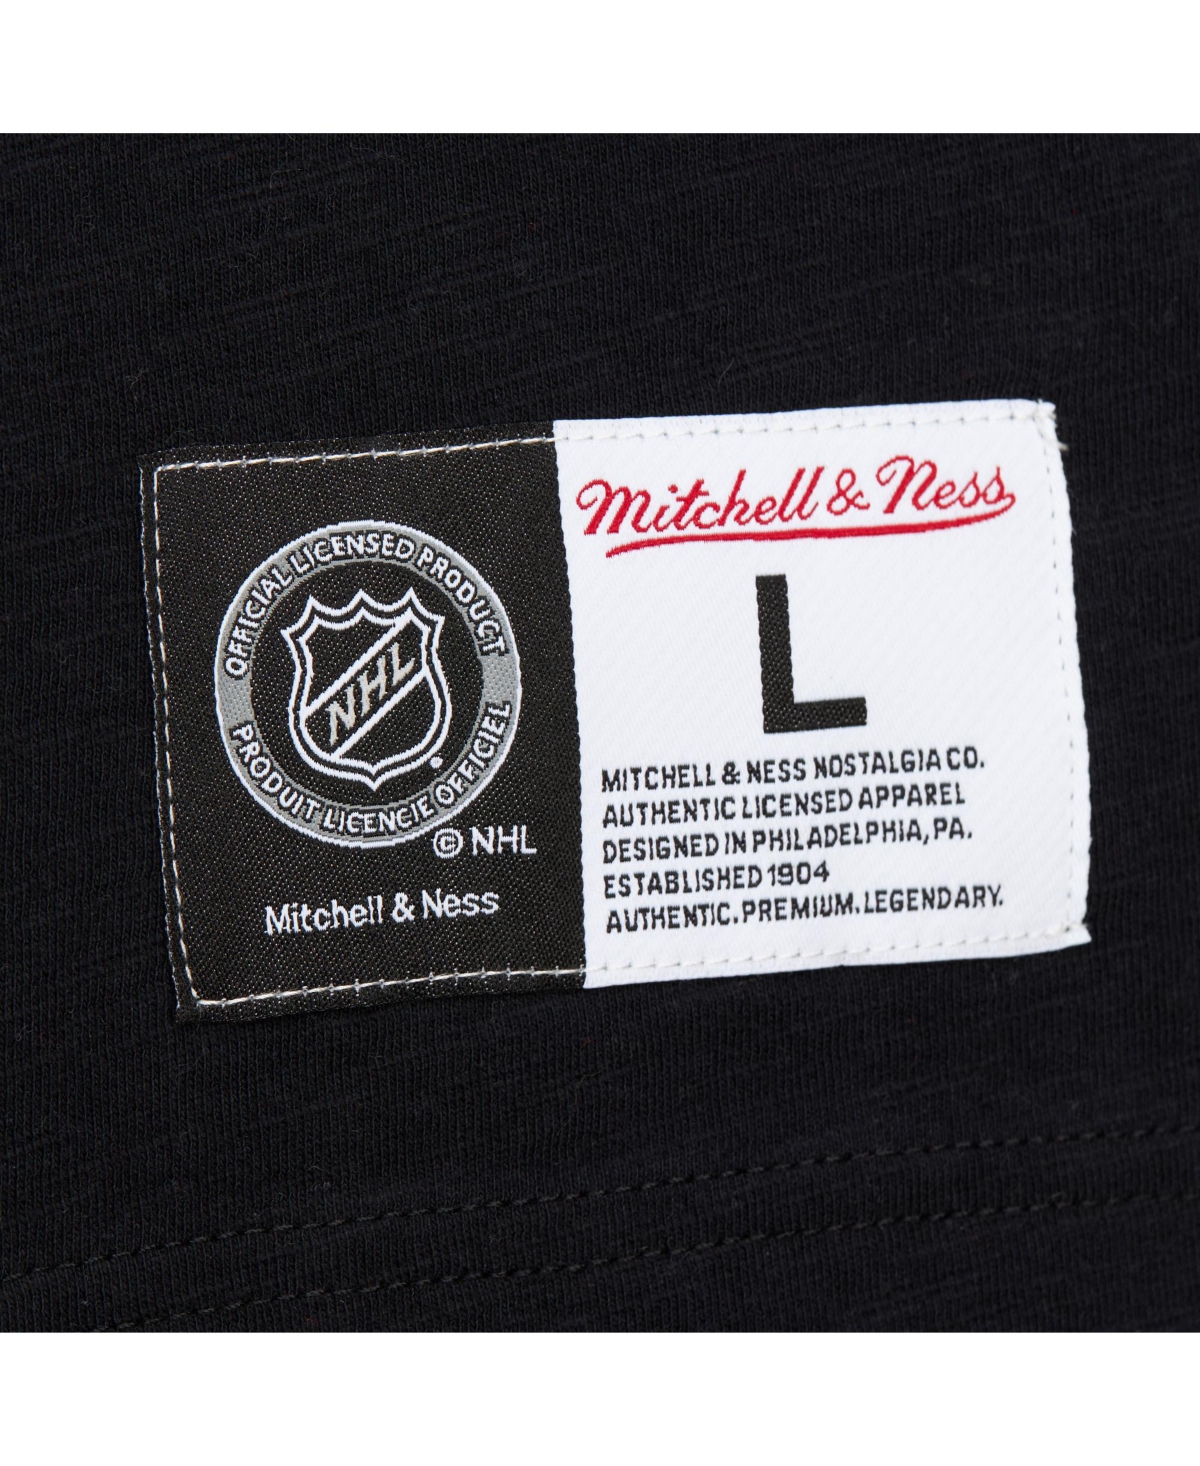 OFFICIAL LICENSED PRODUCT
NHL
PRODUIT LICENCIE OFFICIEL
© NHL
Mitchell & Ness
Mitchell & Ness
L
MITCHELL & NESS NOSTALGIA CO.
AUTHENTIC LICENSED APPAREL
DESIGNED IN PHILADELPHIA, PA.
ESTABLISHED 1904
AUTHENTIC. PREMIUM. LEGENDARY.